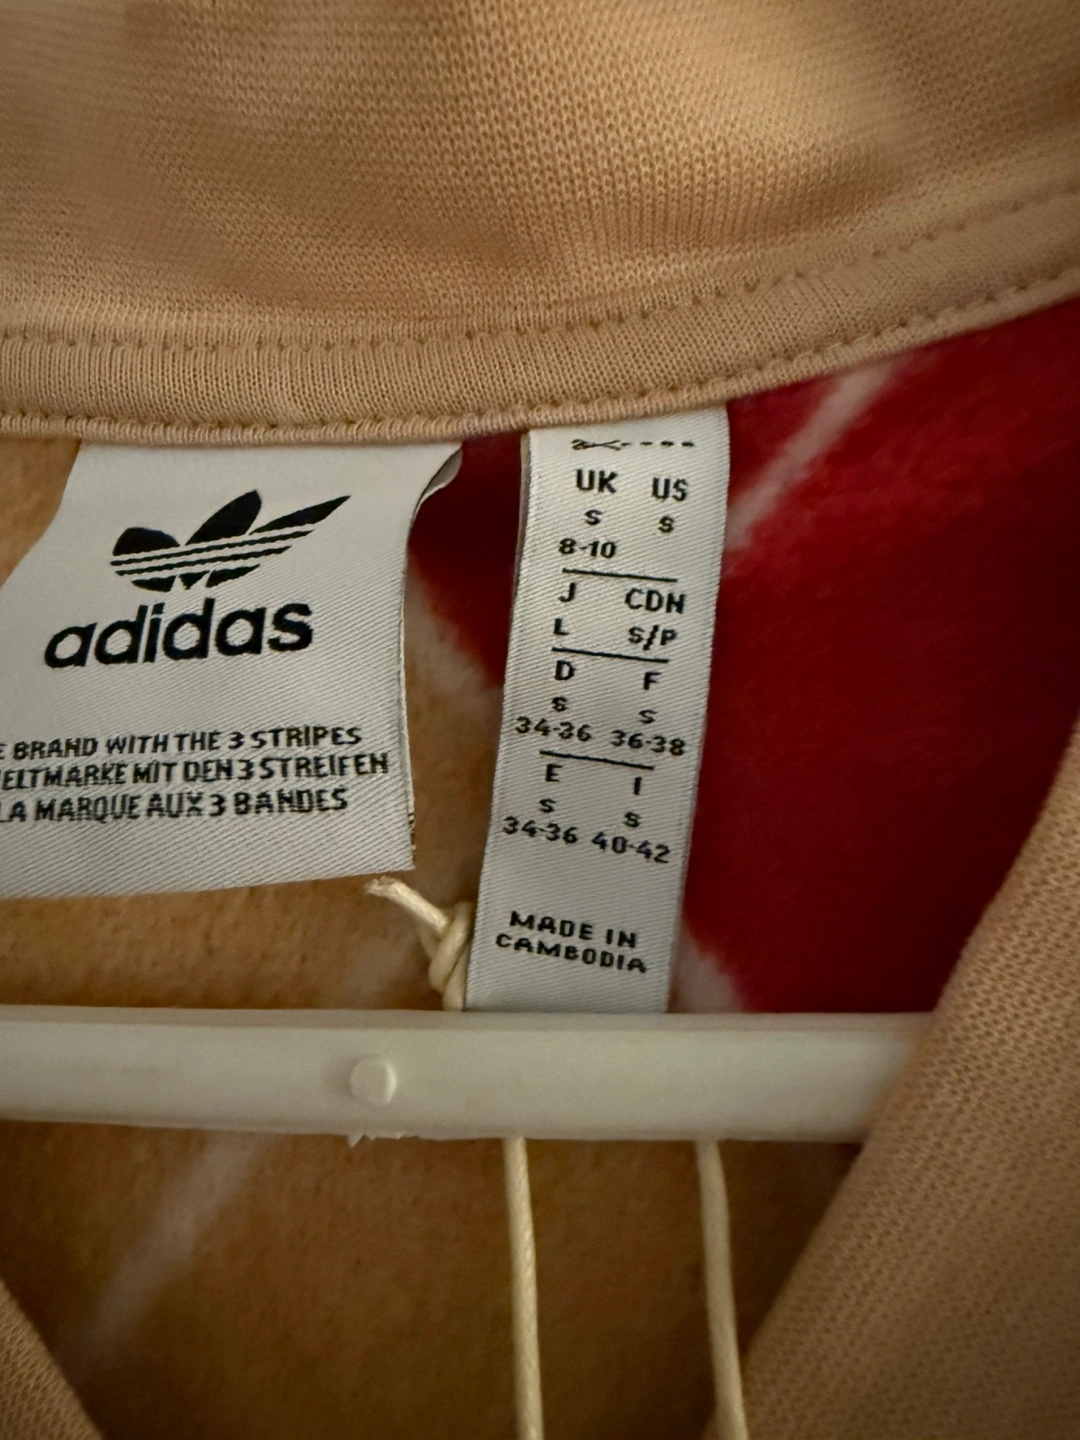 adidas
BRAND WITH THE 3 STRIPES
MIT DEN 3 STREIFEN
LA MARQUE AUX 3 BANDES
UK US
S S
8-10
J CDN
L S/P
D F
S S
34-36 36-38
E I
S S
34-36 40-42
MADE IN
CAMBODIA